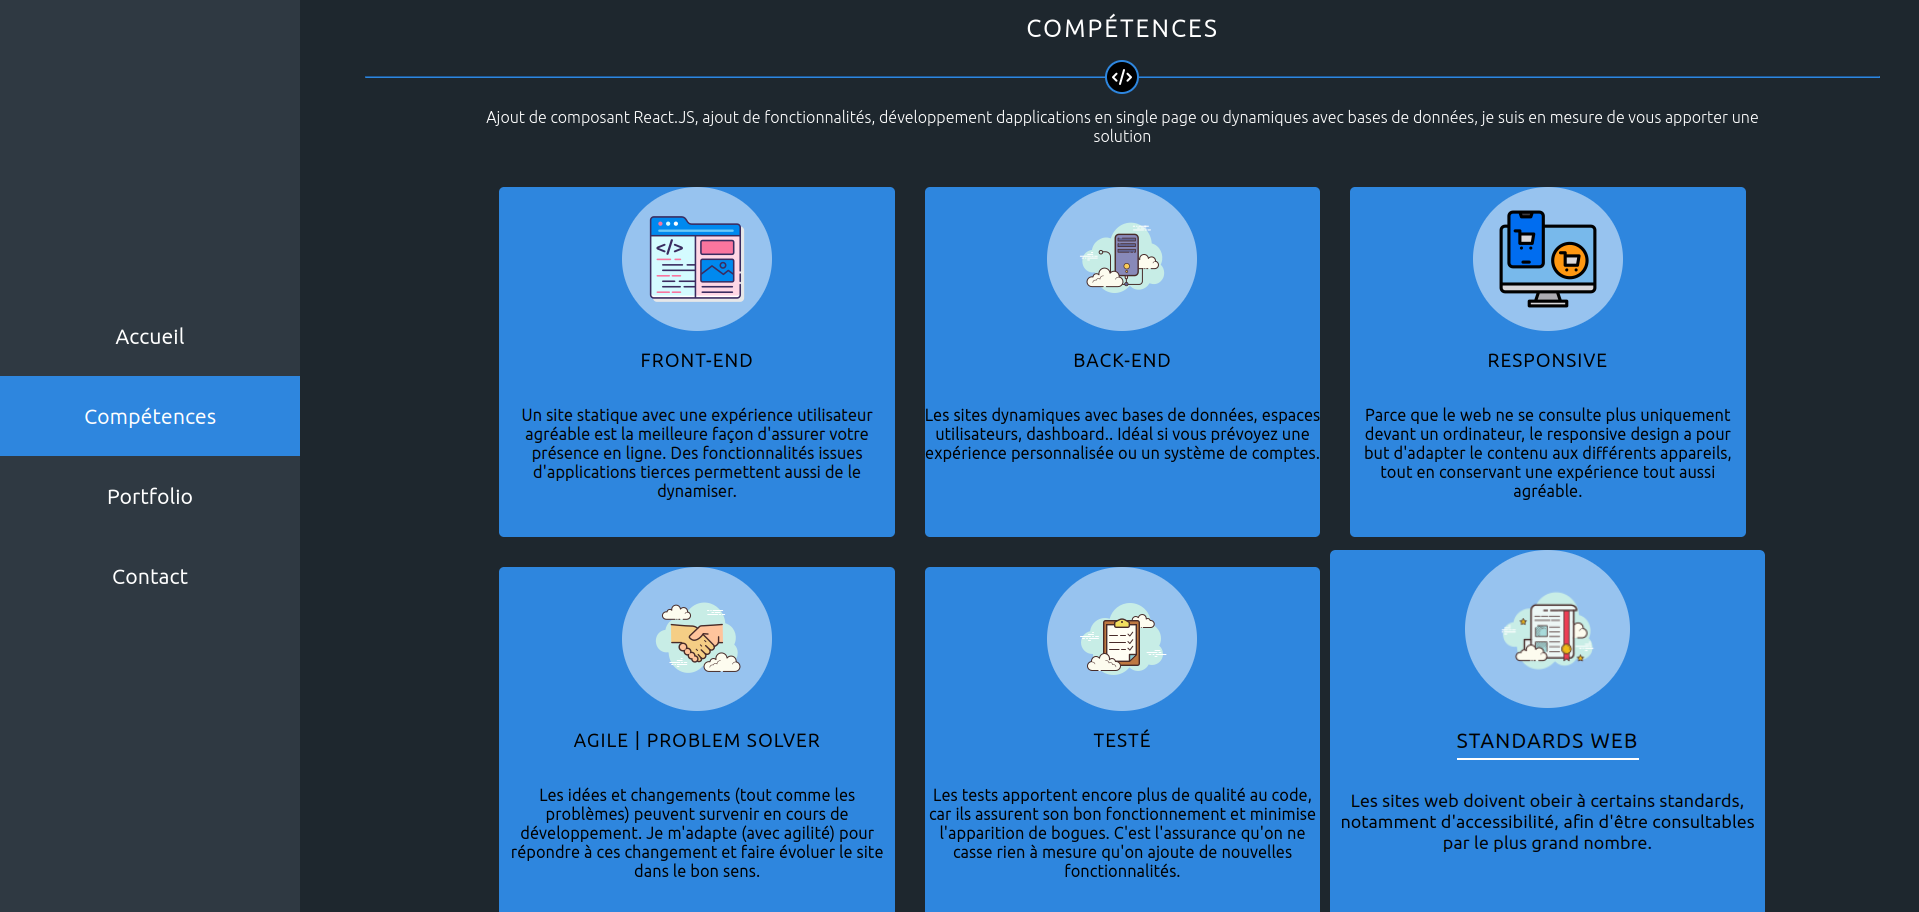 COMPÉTENCES
</>
Ajout de composant React.JS, ajout de fonctionnalités, développement dapplications en single page ou dynamiques avec bases de données, je suis en mesure de vous apporter une
solution
Accueil
Compétences
Portfolio
Contact
</>
FRONT-END
Un site statique avec une expérience utilisateur
agréable est la meilleure façon d'assurer votre
présence en ligne. Des fonctionnalités issues
d'applications tierces permettent aussi de le
dynamiser.
BACK-END
Les sites dynamiques avec bases de données, espaces
utilisateurs, dashboard.. Idéal si vous prévoyez une
expérience personnalisée ou un système de comptes.
RESPONSIVE
Parce que le web ne se consulte plus uniquement
devant un ordinateur, le responsive design a pour
but d'adapter le contenu aux différents appareils,
tout en conservant une expérience tout aussi
agréable.
AGILE | PROBLEM SOLVER
Les idées et changements (tout comme les
problèmes) peuvent survenir en cours de
développement. Je m'adapte (avec agilité) pour
répondre à ces changement et faire évoluer le site
dans le bon sens.
TESTÉ
Les tests apportent encore plus de qualité au code,
car ils assurent son bon fonctionnement et minimise
l'apparition de bogues. C'est l'assurance qu'on ne
casse rien à mesure qu'on ajoute de nouvelles
fonctionnalités.
STANDARDS WEB
Les sites web doivent obeir à certains standards,
notamment d'accessibilité, afin d'être consultables
par le plus grand nombre.